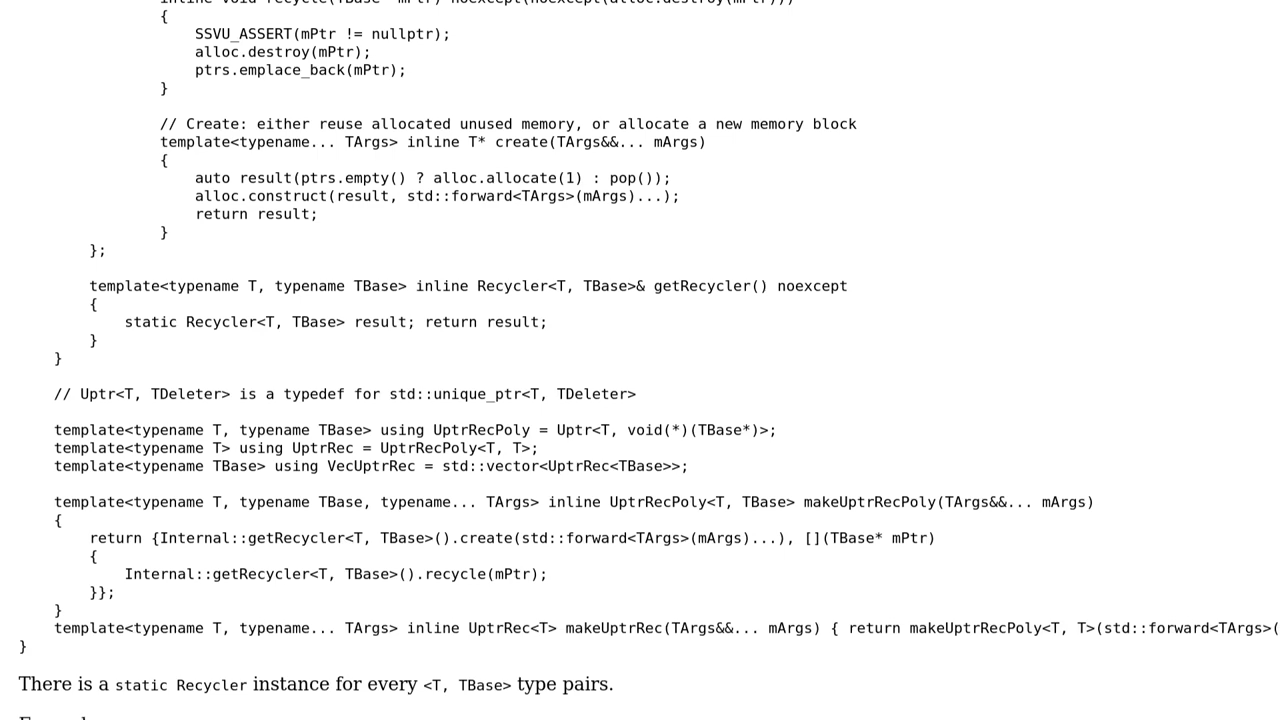 {
SSVU_ASSERT(mPtr != nullptr);
alloc.destroy(mPtr);
ptrs.emplace_back(mPtr);
}
// Create: either reuse allocated unused memory, or allocate a new memory block
template<typename... TArgs> inline T* create(TArgs&&... mArgs)
{
auto result(ptrs.empty() ? alloc.allocate(1) : pop());
alloc.construct(result, std::forward<TArgs>(mArgs)...);
return result;
}
};
template<typename T, typename TBase> inline Recycler<T, TBase>& getRecycler() noexcept
{
static Recycler<T, TBase> result; return result;
}
}
// Uptr<T, TDeleter> is a typedef for std::unique_ptr<T, TDeleter>
template<typename T, typename TBase> using UptrRecPoly = Uptr<T, void(*)(TBase*)>;
template<typename T> using UptrRec = UptrRecPoly<T, T>;
template<typename TBase> using VecUptrRec = std::vector<UptrRec<TBase>>;
template<typename T, typename TBase, typename... TArgs> inline UptrRecPoly<T, TBase> makeUptrRecPoly(TArgs&&... mArgs)
{
return {Internal::getRecycler<T, TBase>().create(std::forward<TArgs>(mArgs)...), [](TBase* mPtr)
{
Internal::getRecycler<T, TBase>().recycle(mPtr);
}};
}
template<typename T, typename... TArgs> inline UptrRec<T> makeUptrRec(TArgs&&... mArgs) { return makeUptrRecPoly<T, T>(std::forward<TArgs>(
}
There is a static Recycler instance for every <T, TBase> type pairs.